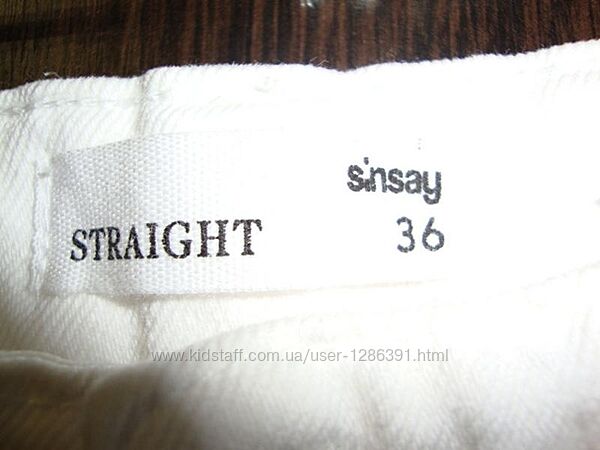 sinsay
STRAIGHT 36
www.kidstaff.com.ua/user-1286391.html